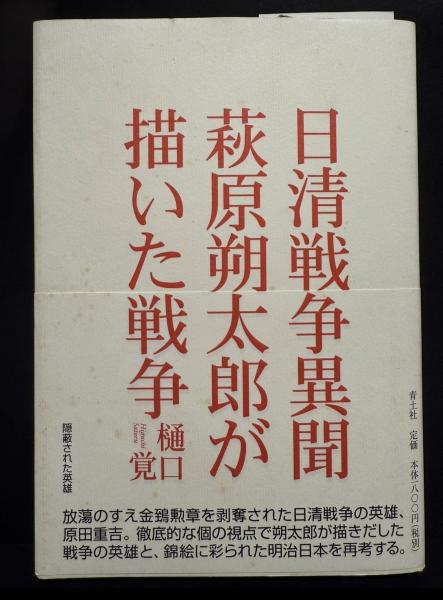 日清戦争異聞
萩原朔太郎が
描いた戦争
樋口覚
Higuchi
Satoru
青土社 定価 本体一八〇〇円(税別)
隠蔽された英雄
放蕩のすえ金鵄勲章を剥奪された日清戦争の英雄、
原田重吉。徹底的な個の視点で朔太郎が描きだした
戦争の英雄と、錦絵に彩られた明治日本を再考する。